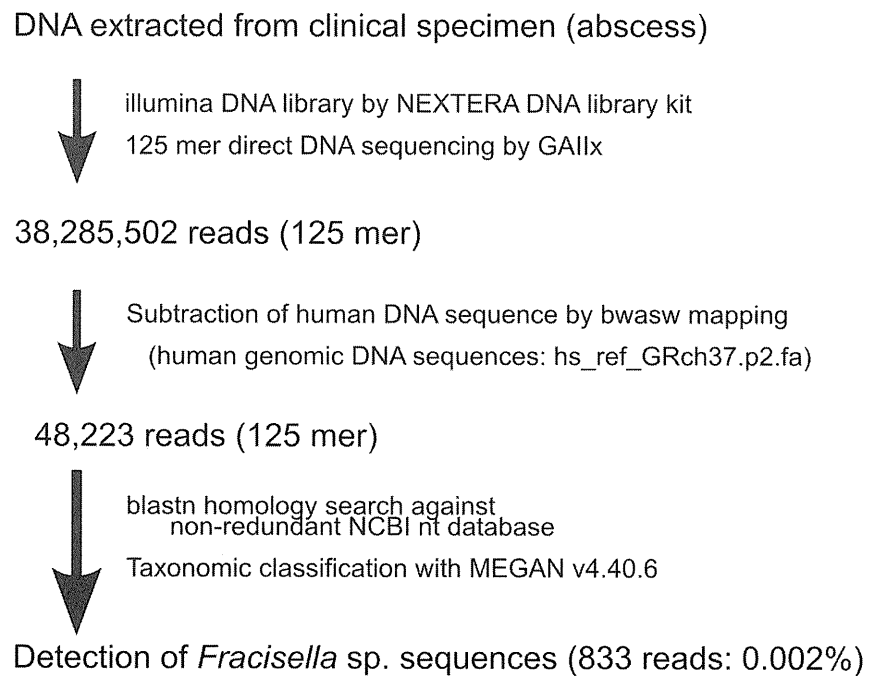 DNA extracted from clinical specimen (abscess)
illumina DNA library by NEXTERA DNA library kit
125 mer direct DNA sequencing by GAIIx
38,285,502 reads (125 mer)
Subtraction of human DNA sequence by bwasw mapping
(human genomic DNA sequences: hs_ref_GRch37.p2.fa)
48,223 reads (125 mer)
blastn homology search against
non-redundant NCBI nt database
Taxonomic classification with MEGAN v4.40.6
Detection of Fracisella sp. sequences (833 reads: 0.002%)